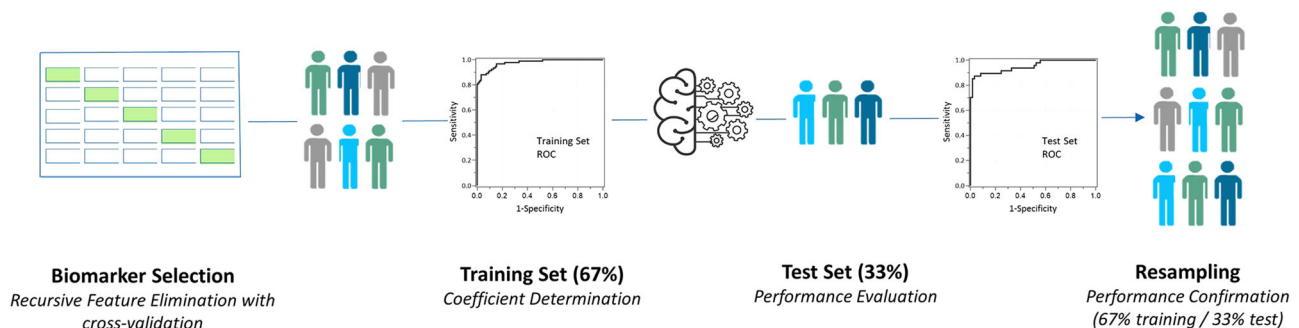 1.0
0.8
0.6
0.4
0.2
0.0
Sensitivity
Training Set
ROC
0.0 0.2 0.4 0.6 0.8 1.0
1-Specificity
1.0
0.8
0.6
0.4
0.2
0.0
Sensitivity
Test Set
ROC
0.0 0.2 0.4 0.6 0.8 1.0
1-Specificity
Biomarker Selection
Recursive Feature Elimination with
cross-validation
Training Set (67%)
Coefficient Determination
Test Set (33%)
Performance Evaluation
Resampling
Performance Confirmation
(67% training / 33% test)